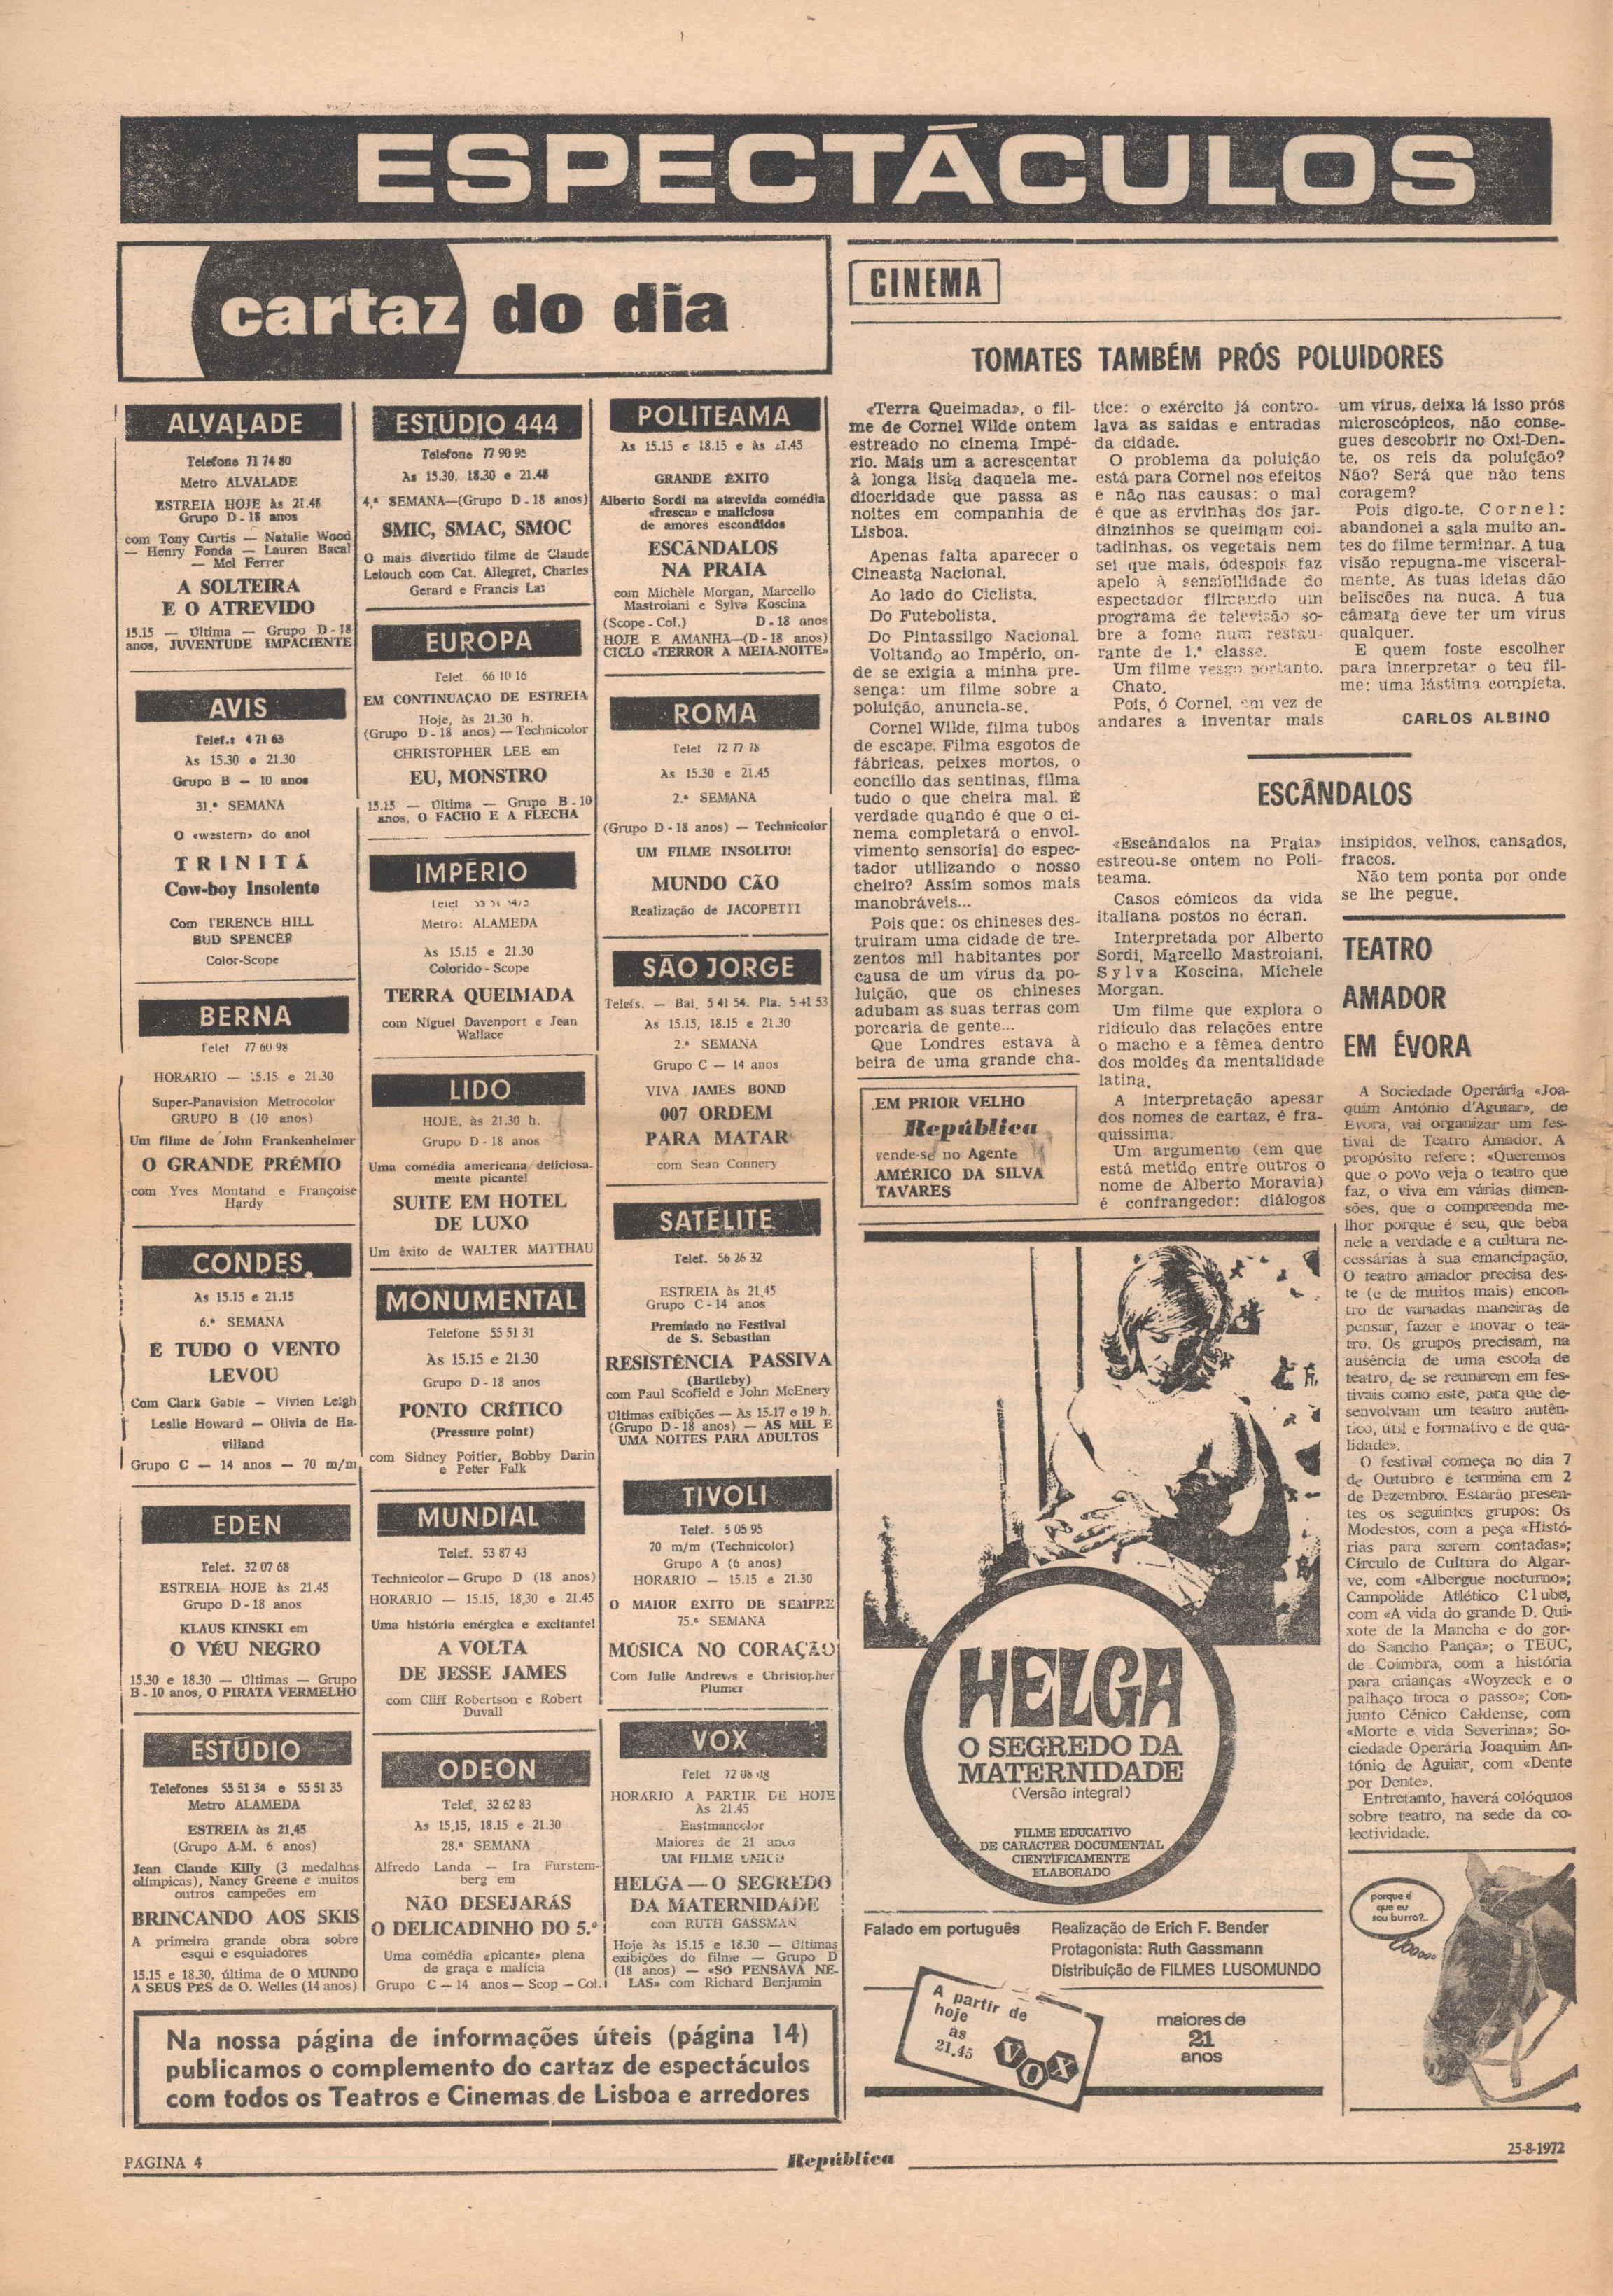 ESPECTÁCULOS
cartaz do dia
ALVALADE
Telefone 71 74 80
Metro ALVALADE
ESTREIA HOJE às 21.45
Grupo D - 18 anos
com Tony Curtis — Natalie Wood
— Henry Fonda — Lauren Bacal
— Mel Ferrer
A SOLTEIRA
E O ATREVIDO
15.15 — Ultima — Grupo D - 18
anos, JUVENTUDE IMPACIENTE
AVIS
Telef.: 4 71 63
As 15.30 e 21.30
Grupo B — 10 anos
31.ª SEMANA
O «western» do ano!
TRINITÁ
Cow-boy Insolente
Com TERENCE HILL
BUD SPENCER
Color-Scope
BERNA
Telef 77 60 98
HORARIO — 15.15 e 21.30
Super-Panavision Metrocolor
GRUPO B (10 anos)
Um filme de John Frankenheimer
O GRANDE PRÉMIO
com Yves Montand e Françoise
Hardy
CONDES
As 15.15 e 21.15
6.ª SEMANA
E TUDO O VENTO
LEVOU
Com Clark Gable — Vivien Leigh
Leslie Howard — Olivia de Ha-
villand
Grupo C — 14 anos — 70 m/m
EDEN
Telef. 32 07 68
ESTREIA HOJE às 21.45
Grupo D - 18 anos
KLAUS KINSKI em
O VÉU NEGRO
15.30 e 18.30 — Ultimas — Grupo
B - 10 anos, O PIRATA VERMELHO
ESTÚDIO
Telefones 55 51 34 e 55 51 35
Metro ALAMEDA
ESTREIA às 21.45
(Grupo A.M. 6 anos)
Jean Claude Killy (3 medalhas
olímpicas), Nancy Greene e muitos
outros campeões em
BRINCANDO AOS SKIS
A primeira grande obra sobre
esqui e esquiadores
15.15 e 18.30, última de O MUNDO
A SEUS PÉS de O. Welles (14 anos)
ESTÚDIO 444
Telefone 77 90 95
As 15.30, 18.30 e 21.45
4.ª SEMANA—(Grupo D - 18 anos)
SMIC, SMAC, SMOC
O mais divertido filme de Claude
Lelouch com Cat. Allegret, Charles
Gerard e Francis Lai
EUROPA
Telef. 66 10 16
EM CONTINUAÇAO DE ESTREIA
Hoje, às 21.30 h.
(Grupo D - 18 anos) — Technicolor
CHRISTOPHER LEE em
EU, MONSTRO
15.15 — Ultima — Grupo B - 10
anos, O FACHO E A FLECHA
IMPÉRIO
Metro: ALAMEDA
As 15.15 e 21.30
Colorido - Scope
TERRA QUEIMADA
com Niguel Davenport e Jean
Wallace
LIDO
HOJE, às 21.30 h.
Grupo D - 18 anos
Uma comédia americana deliciosa-
mente picante!
SUITE EM HOTEL
DE LUXO
Um êxito de WALTER MATTHAU
MONUMENTAL
Telefone 55 51 31
As 15.15 e 21.30
Grupo D - 18 anos
PONTO CRÍTICO
(Pressure point)
com Sidney Poitier, Bobby Darin
e Peter Falk
MUNDIAL
Telef. 53 87 43
Technicolor — Grupo D (18 anos)
HORARIO — 15.15, 18,30 e 21.45
Uma história enérgica e excitante!
A VOLTA
DE JESSE JAMES
com Cliff Robertson e Robert
Duvall
ODEON
Telef. 32 62 83
As 15,15, 18.15 e 21.30
28.ª SEMANA
Alfredo Landa — Ira Furstem-
berg em
NÃO DESEJARÁS
O DELICADINHO DO 5.º
Uma comédia «picante» plena
de graça e malícia
Grupo C — 14 anos — Scop — Col.
POLITEAMA
As 15.15 e 18.15 e às 21.45
GRANDE ÊXITO
Alberto Sordi na atrevida comédia
«fresca» e maliciosa
de amores escondidos
ESCÂNDALOS
NA PRAIA
com Michèle Morgan, Marcello
Mastroiani e Sylva Koscina
(Scope - Col.) D - 18 anos
HOJE E AMANHÃ—(D - 18 anos)
CICLO «TERROR À MEIA-NOITE»
ROMA
Telef 72 77 78
As 15.30 e 21.45
2.ª SEMANA
(Grupo D - 18 anos) — Technicolor
UM FILME INSÓLITO!
MUNDO CÃO
Realização de JACOPETTI
SÃO JORGE
Telefs. — Bal. 5 41 54. Pla. 5 41 53
As 15.15, 18.15 e 21.30
2.ª SEMANA
Grupo C — 14 anos
VIVA JAMES BOND
007 ORDEM
PARA MATAR
com Sean Connery
SATÉLITE
Telef. 56 26 32
ESTREIA às 21.45
Grupo C - 14 anos
Premiado no Festival
de S. Sebastian
RESISTÊNCIA PASSIVA
(Bartleby)
com Paul Scofield e John McEnery
Ultimas exibições — As 15-17 e 19 h.
(Grupo D - 18 anos) — AS MIL E
UMA NOITES PARA ADULTOS
TIVOLI
Telef. 5 05 95
70 m/m (Technicolor)
Grupo A (6 anos)
HORARIO — 15.15 e 21.30
O MAIOR ÊXITO DE SEMPRE
75.ª SEMANA
MÚSICA NO CORAÇÃO
Com Julie Andrews e Christopher
Plumer
VOX
HORARIO A PARTIR DE HOJE
As 21.45
Eastmancolor
Maiores de 21 anos
UM FILME UNICO
HELGA — O SEGREDO
DA MATERNIDADE
com RUTH GASSMAN
Hoje às 15.15 e 18.30 — Ultimas
exibições do filme — Grupo D
(18 anos) — «SÓ PENSAVA NE-
LAS» com Richard Benjamin
Na nossa página de informações úteis (página 14)
publicamos o complemento do cartaz de espectáculos
com todos os Teatros e Cinemas de Lisboa e arredores
CINEMA
TOMATES TAMBÉM PRÓS POLUIDORES
«Terra Queimada», o fil-
me de Cornel Wilde ontem
estreado no cinema Impé-
rio. Mais um a acrescentar
à longa lista daquela me-
diocridade que passa as
noites em companhia de
Lisboa.
Apenas falta aparecer o
Cineasta Nacional.
Ao lado do Ciclista.
Do Futebolista.
Do Pintassilgo Nacional.
Voltando ao Império, on-
de se exigia a minha pre-
sença: um filme sobre a
poluição, anuncia-se.
Cornel Wilde, filma tubos
de escape. Filma esgotos de
fábricas, peixes mortos, o
concílio das sentinas, filma
tudo o que cheira mal. É
verdade quando é que o ci-
nema completará o envol-
vimento sensorial do espec-
tador utilizando o nosso
cheiro? Assim somos mais
manobráveis...
Pois que: os chineses des-
truiram uma cidade de tre-
zentos mil habitantes por
causa de um vírus da po-
luição, que os chineses
adubam as suas terras com
porcaria de gente...
Que Londres estava à
beira de uma grande cha-
tice: o exército já contro-
lava as saídas e entradas
da cidade.
O problema da poluição
está para Cornel nos efeitos
e não nas causas: o mal
é que as ervinhas dos jar-
dinzinhos se queimam coi-
tadinhas, os vegetais nem
sei que mais, ódespois faz
apelo à sensibilidade do
espectador filmando um
programa de televisão so-
bre a fome num restau-
rante de 1.ª classe.
Um filme vesgo portanto.
Chato.
Pois, ó Cornel, em vez de
andares a inventar mais
um vírus, deixa lá isso prós
microscópicos, não conse-
gues descobrir no Oxi-Den-
te, os reis da poluição?
Não? Será que não tens
coragem?
Pois digo-te, Cornel:
abandonei a sala muito an-
tes do filme terminar. A tua
visão repugna-me visceral-
mente. As tuas ideias dão
beliscões na nuca. A tua
câmara deve ter um vírus
qualquer.
E quem foste escolher
para interpretar o teu fil-
me: uma lástima completa.
CARLOS ALBINO
EM PRIOR VELHO
República
vende-se no Agente
AMÉRICO DA SILVA
TAVARES
ESCÂNDALOS
«Escândalos na Praia»
estreou-se ontem no Poli-
teama.
Casos cómicos da vida
italiana postos no écran.
Interpretada por Alberto
Sordi, Marcello Mastroiani,
Sylva Koscina, Michele
Morgan.
Um filme que explora o
ridículo das relações entre
o macho e a fêmea dentro
dos moldes da mentalidade
latina.
A interpretação apesar
dos nomes de cartaz, é fra-
quíssima.
Um argumento (em que
está metido entre outros o
nome de Alberto Moravia)
é confrangedor: diálogos
insípidos, velhos, cansados,
fracos.
Não tem ponta por onde
se lhe pegue.
TEATRO
AMADOR
EM ÉVORA
A Sociedade Operária «Joa-
quim António d'Aguiar», de
Évora, vai organizar um fes-
tival de Teatro Amador. A
propósito refere: «Queremos
que o povo veja o teatro que
faz, o viva em várias dimen-
sões, que o compreenda me-
lhor porque é seu, que beba
nele a verdade e a cultura ne-
cessárias à sua emancipação.
O teatro amador precisa des-
te (e de muitos mais) encon-
tro de variadas maneiras de
pensar, fazer e inovar o tea-
tro. Os grupos precisam, na
ausência de uma escola de
teatro, de se reunirem em fes-
tivais como este, para que de-
senvolvam um teatro autên-
tico, útil e formativo e de qua-
lidade».
O festival começa no dia 7
de Outubro e termina em 2
de Dezembro. Estarão presen-
tes os seguintes grupos: Os
Modestos, com a peça «Histó-
rias para serem contadas»;
Círculo de Cultura do Algar-
ve, com «Albergue nocturno»;
Campolide Atlético Clube,
com «A vida do grande D. Qui-
xote de la Mancha e do gor-
do Sancho Pança»; o TEUC,
de Coimbra, com a história
para crianças «Woyzeck e o
palhaço troca o passo»; Con-
junto Cénico Caldense, com
«Morte e vida Severina»; So-
ciedade Operária Joaquim An-
tónio de Aguiar, com «Dente
por Dente».
Entretanto, haverá colóquios
sobre teatro, na sede da co-
lectividade.
HELGA
O SEGREDO DA
MATERNIDADE
(Versão integral)
FILME EDUCATIVO
DE CARÁCTER DOCUMENTAL
CIENTÍFICAMENTE
ELABORADO
Falado em português
Realização de Erich F. Bender
Protagonista: Ruth Gassmann
Distribuição de FILMES LUSOMUNDO
A partir de
hoje
às
21.45
VOX
maiores de
21
anos
porque é
que eu
sou burro?..
PÁGINA 4
República
25-8-1972